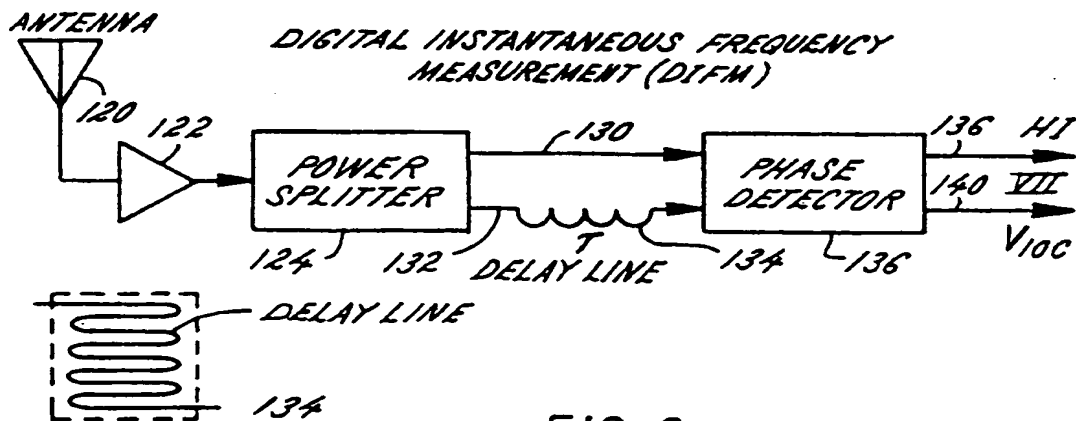 ANTENNA
DIGITAL INSTANTANEOUS FREQUENCY
MEASUREMENT (DIFM)
120
122
130
136 HI
POWER
SPLITTER
PHASE
DETECTOR
140 VII
124
132
T
134
136
V10C
DELAY LINE
DELAY LINE
134